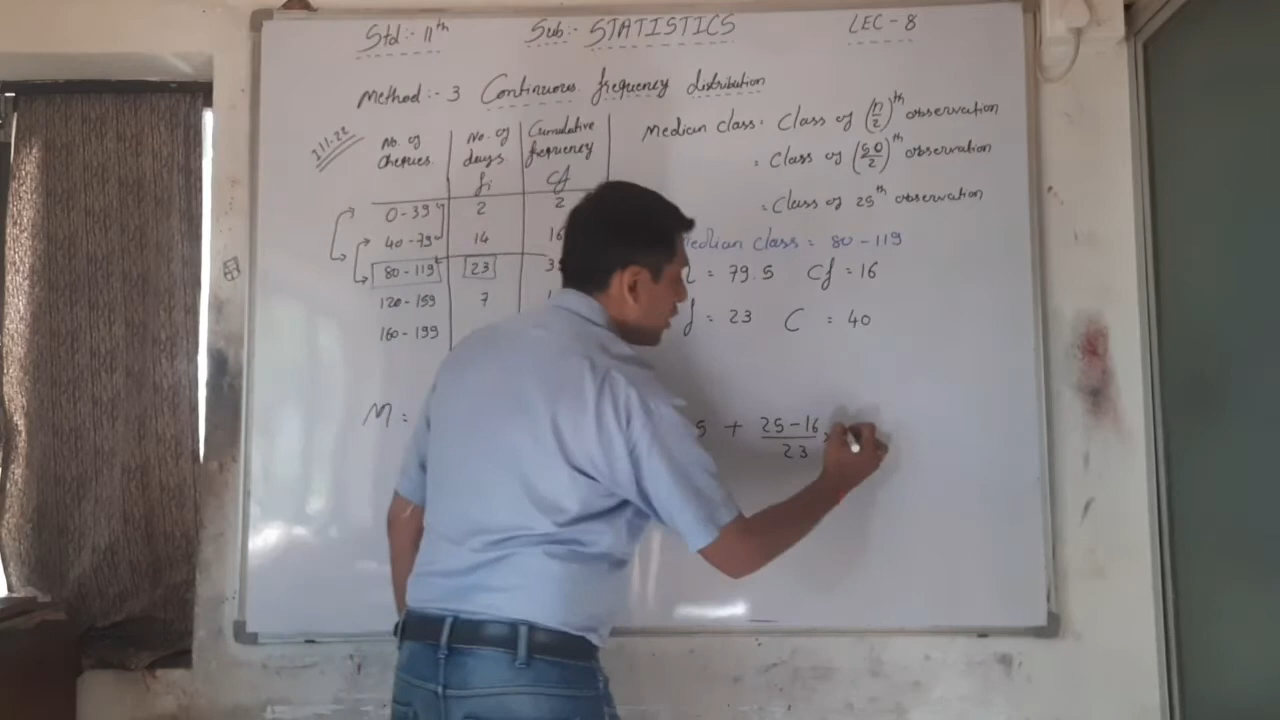 Std:- 11th Sub:- STATISTICS LEC - 8
Method:- 3 Continuous frequency distribution
Ill. 22
No. of cheques No. of days fi Cumulative frequency Cf
0 - 39 2 2
40 - 79 14 16
80 - 119 23
120 - 159 7
160 - 199
Median class = Class of (n/2)th observation
= Class of (50/2)th observation
= Class of 25th observation
median class = 80 - 119
= 79.5 Cf = 16
f = 23 C = 40
M = 5 + 25 - 16 / 23 ×